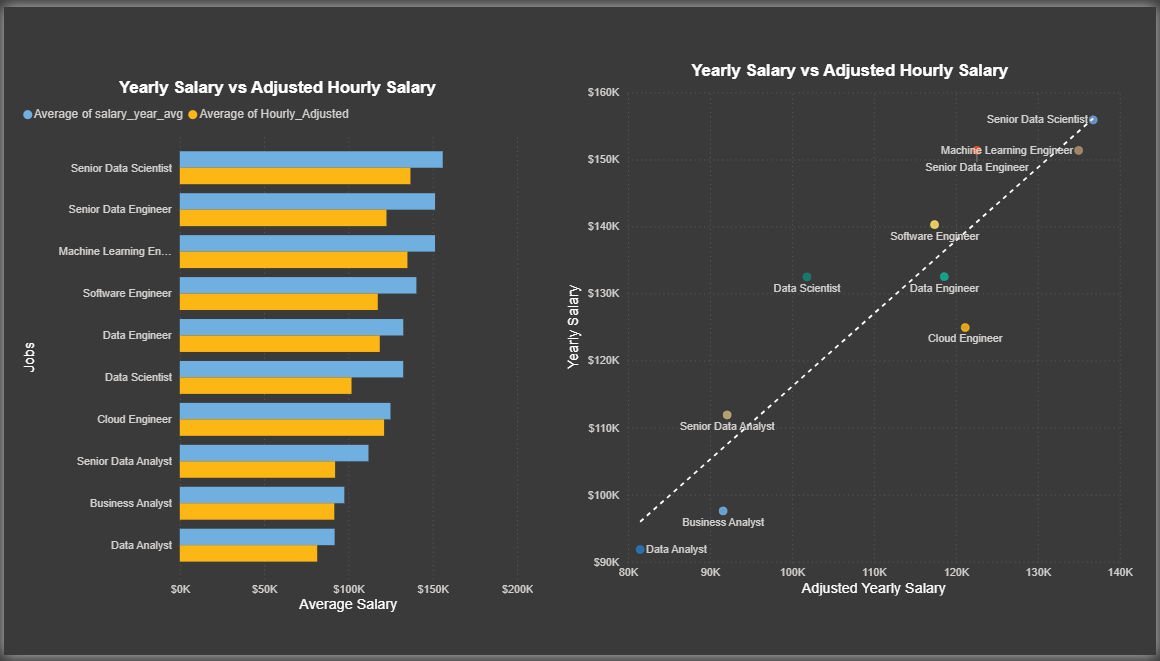 Yearly Salary vs Adjusted Hourly Salary
Average of salary_year_avg Average of Hourly_Adjusted
Jobs
Senior Data Scientist
Senior Data Engineer
Machine Learning En...
Software Engineer
Data Engineer
Data Scientist
Cloud Engineer
Senior Data Analyst
Business Analyst
Data Analyst
$0K $50K $100K $150K $200K
Average Salary
Yearly Salary vs Adjusted Hourly Salary
Yearly Salary
$160K
$150K
$140K
$130K
$120K
$110K
$100K
$90K
Senior Data Scientist
Machine Learning Engineer
Senior Data Engineer
Software Engineer
Data Scientist
Data Engineer
Cloud Engineer
Senior Data Analyst
Business Analyst
Data Analyst
80K 90K 100K 110K 120K 130K 140K
Adjusted Yearly Salary